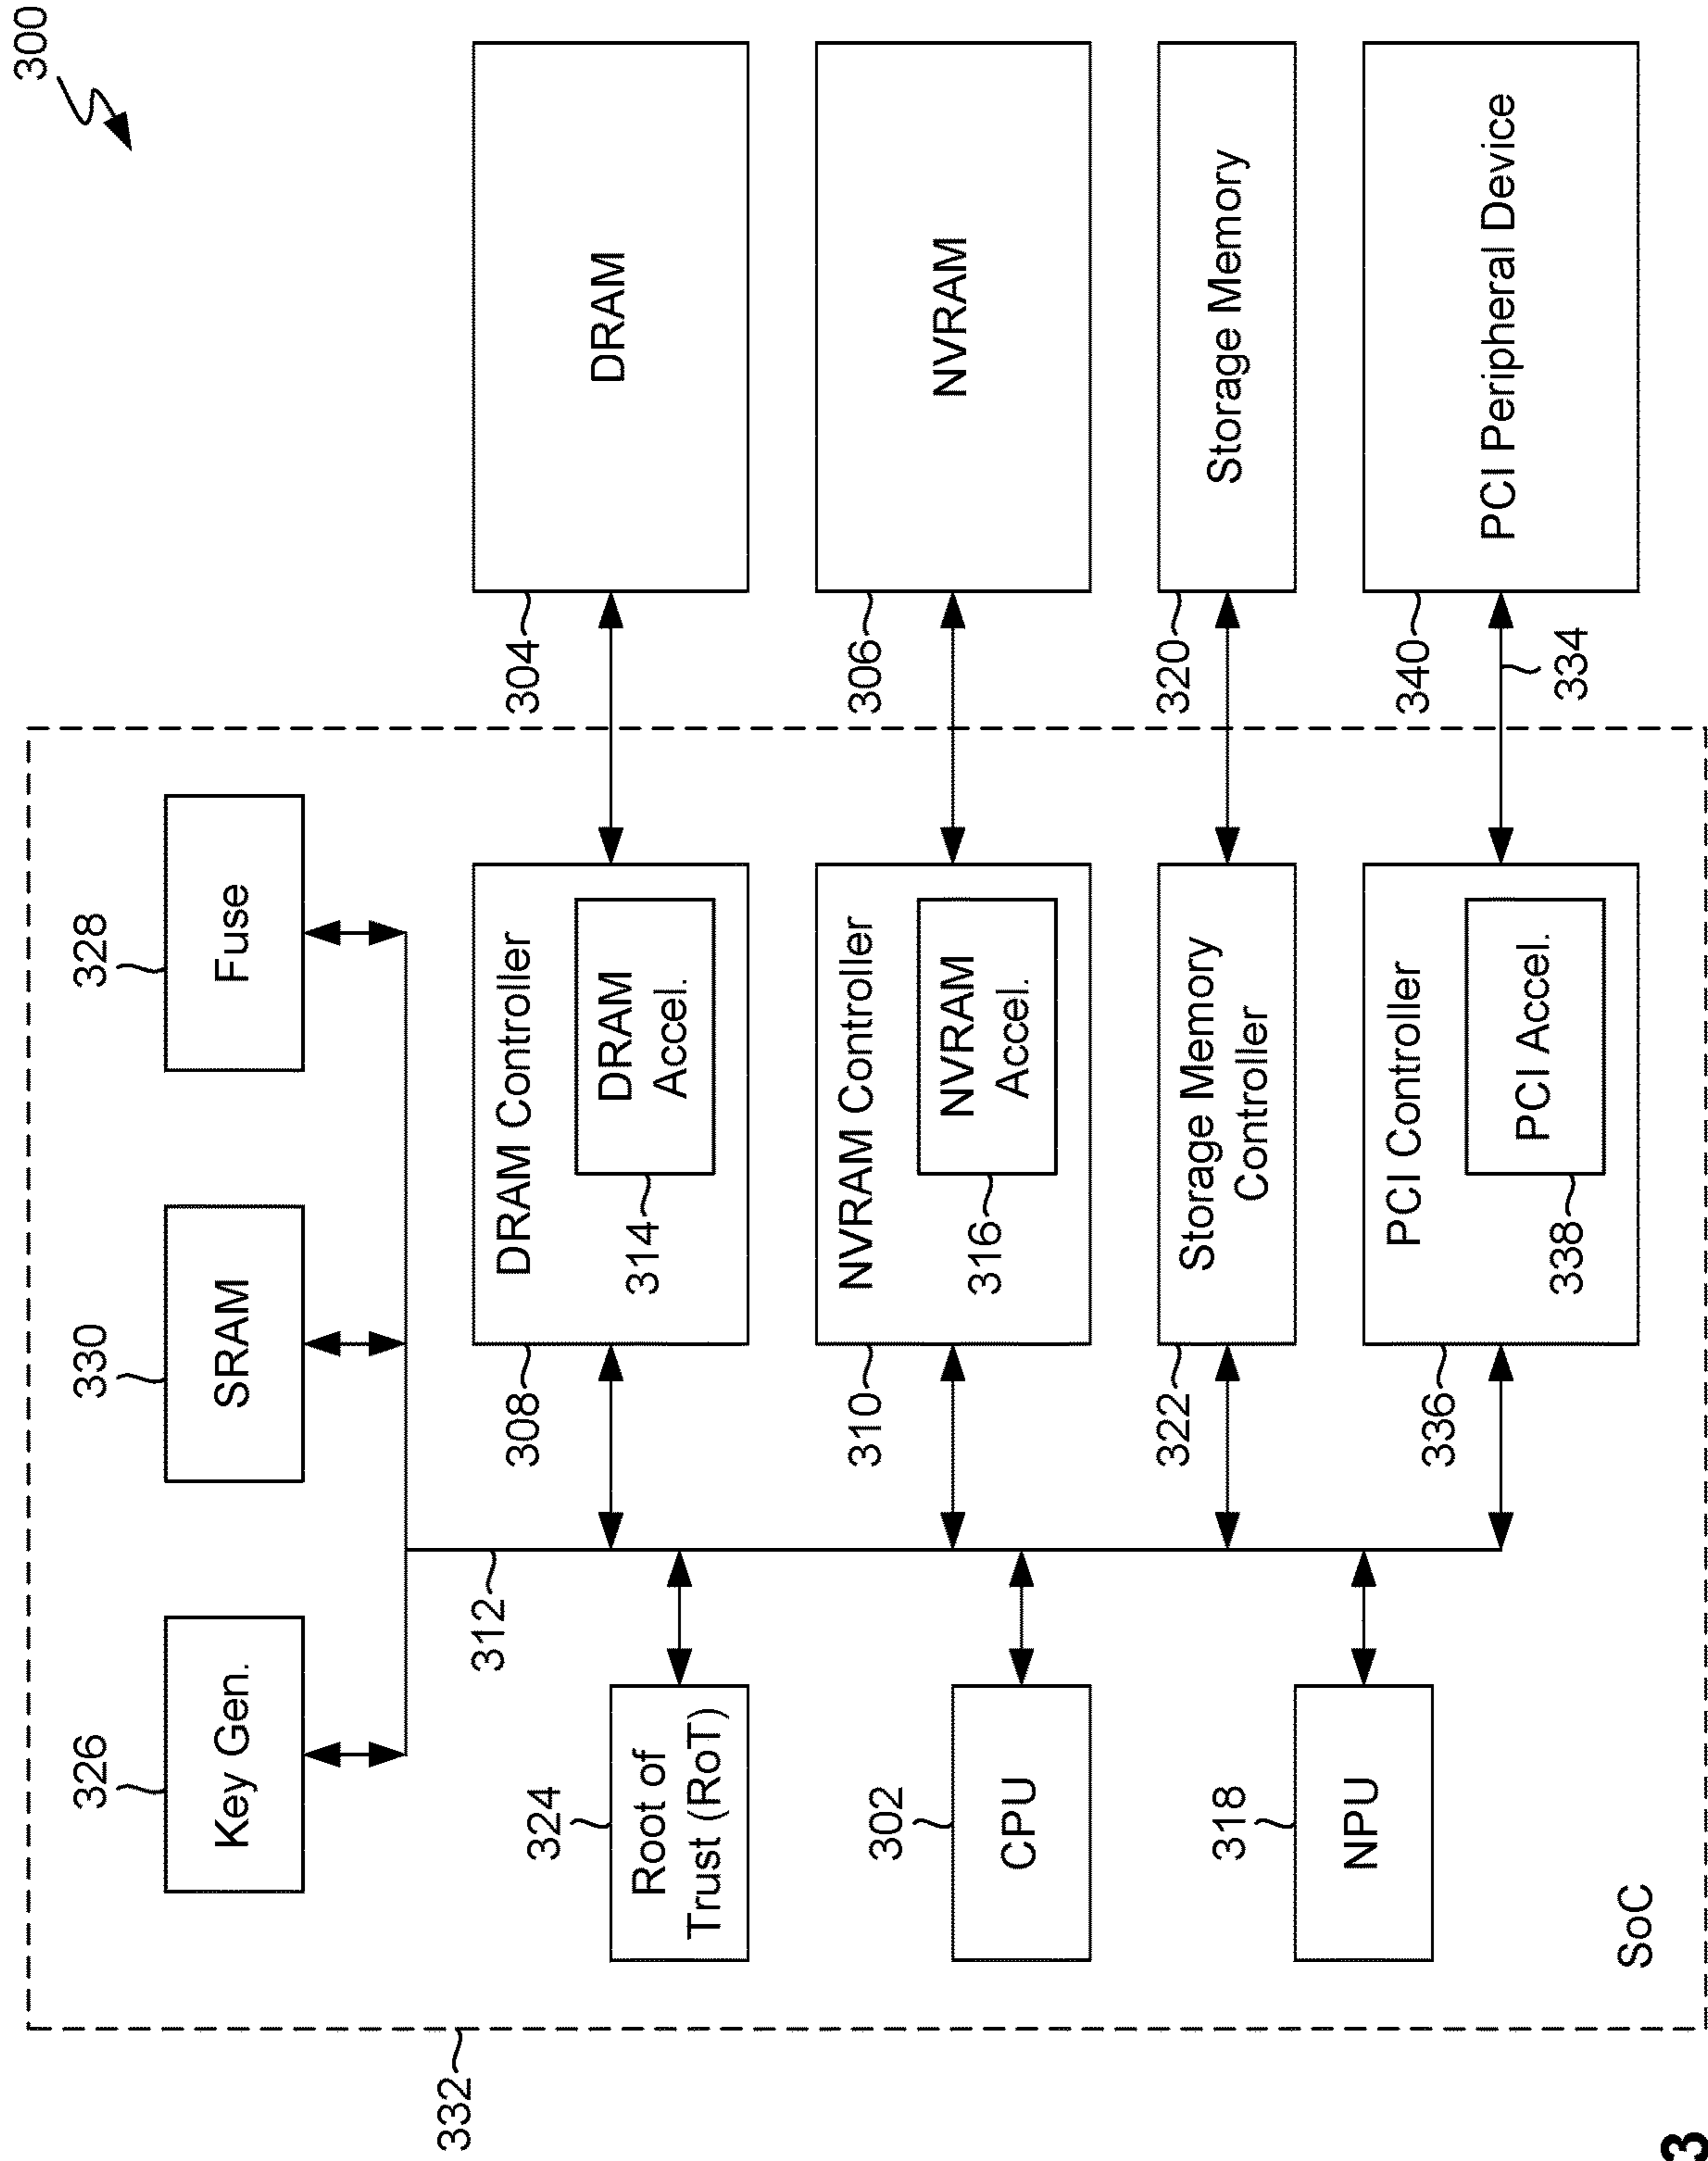 300
332
326
Key Gen.
330
SRAM
328
Fuse
312
324
Root of
Trust (RoT)
302
CPU
318
NPU
SoC
308
DRAM Controller
314
DRAM
Accel.
304
DRAM
310
NVRAM Controller
316
NVRAM
Accel.
306
NVRAM
322
Storage Memory
Controller
320
Storage Memory
336
PCI Controller
338
PCI Accel.
340
334
PCI Peripheral Device
3